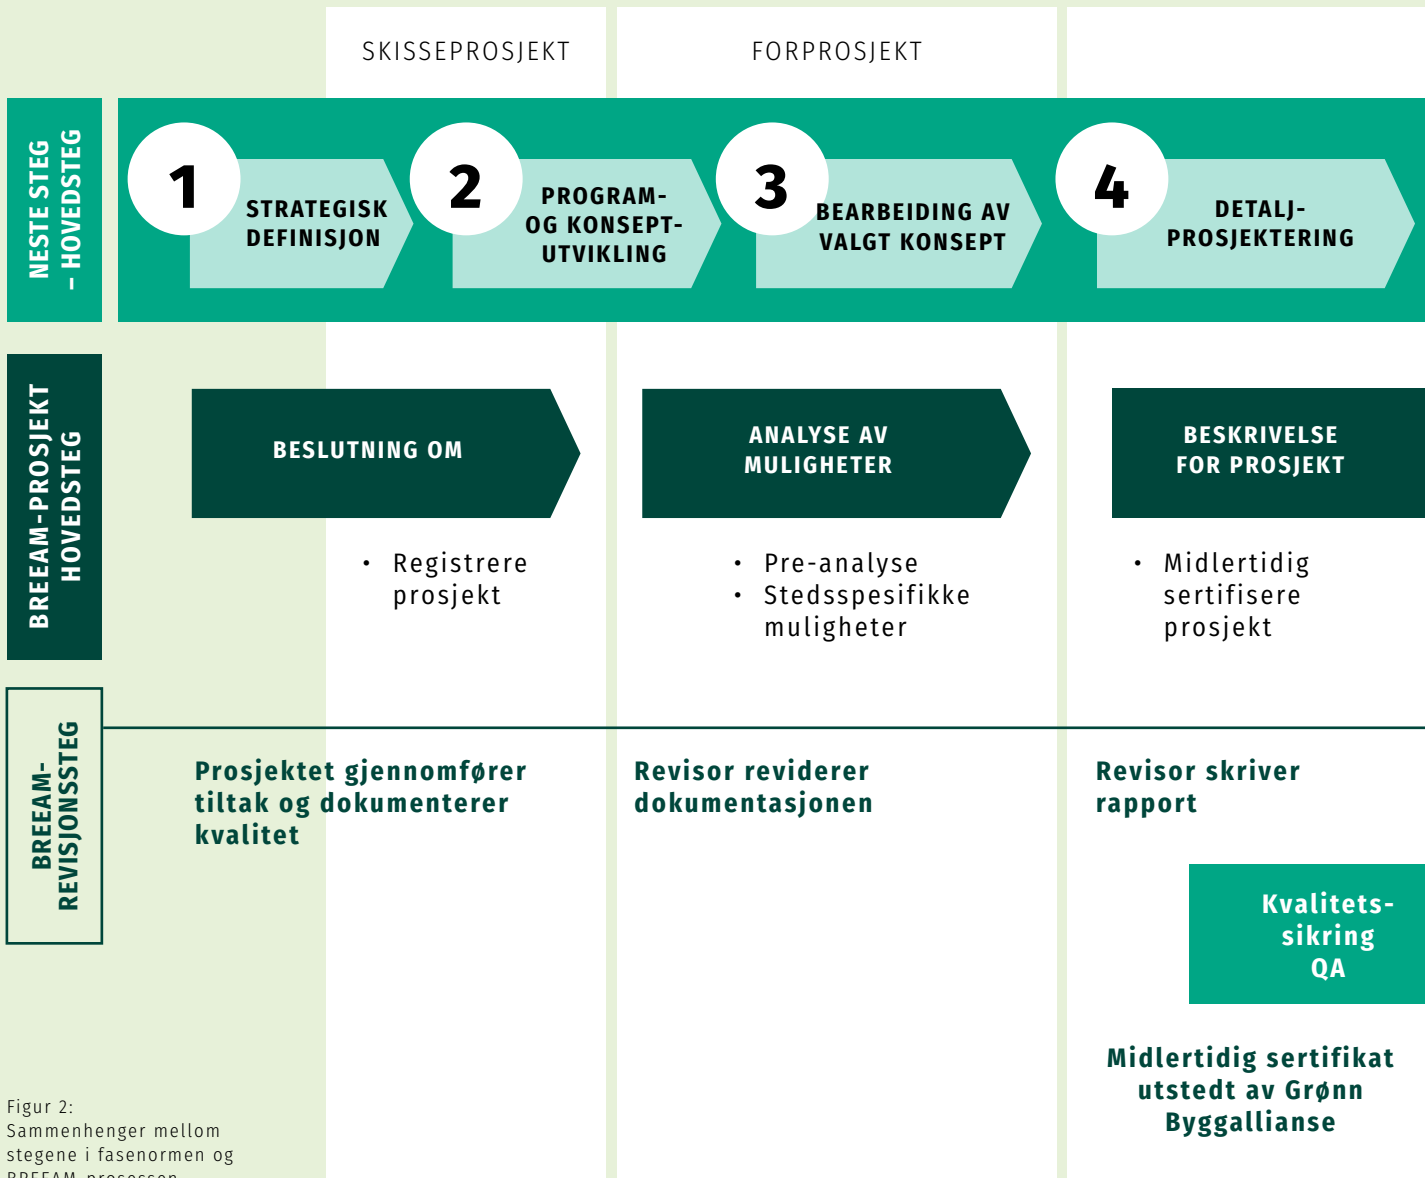 SKISSEPROSJEKT
FORPROSJEKT
NESTE STEG
– HOVEDSTEG
1
STRATEGISK
DEFINISJON
2
PROGRAM-
OG KONSEPT-
UTVIKLING
3
BEARBEIDING AV
VALGT KONSEPT
4
DETALJ-
PROSJEKTERING
BREEAM-PROSJEKT
HOVEDSTEG
BESLUTNING OM
ANALYSE AV
MULIGHETER
BESKRIVELSE
FOR PROSJEKT
• Registrere
prosjekt
• Pre-analyse
• Stedsspesifikke
muligheter
• Midlertidig
sertifisere
prosjekt
BREEAM-
REVISJONSSTEG
Prosjektet gjennomfører
tiltak og dokumenterer
kvalitet
Revisor reviderer
dokumentasjonen
Revisor skriver
rapport
Kvalitets-
sikring
QA
Midlertidig sertifikat
utstedt av Grønn
Byggallianse
Figur 2:
Sammenhenger mellom
stegene i fasenormen og
BREEAM-prosessen